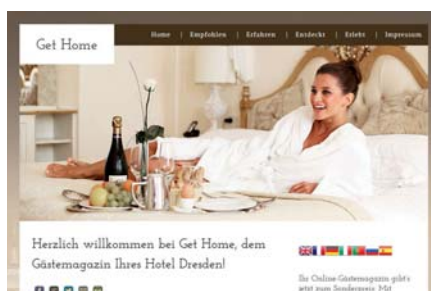 Get Home
Home | Empfohlen | Erfahren | Entdeckt | Erlebt | Impressum
Herzlich willkommen bei Get Home, dem
Gästemagazin Ihres Hotel Dresden!
Ihr Online-Gästemagazin gibt's
jetzt zum Sonderpreis. Mit